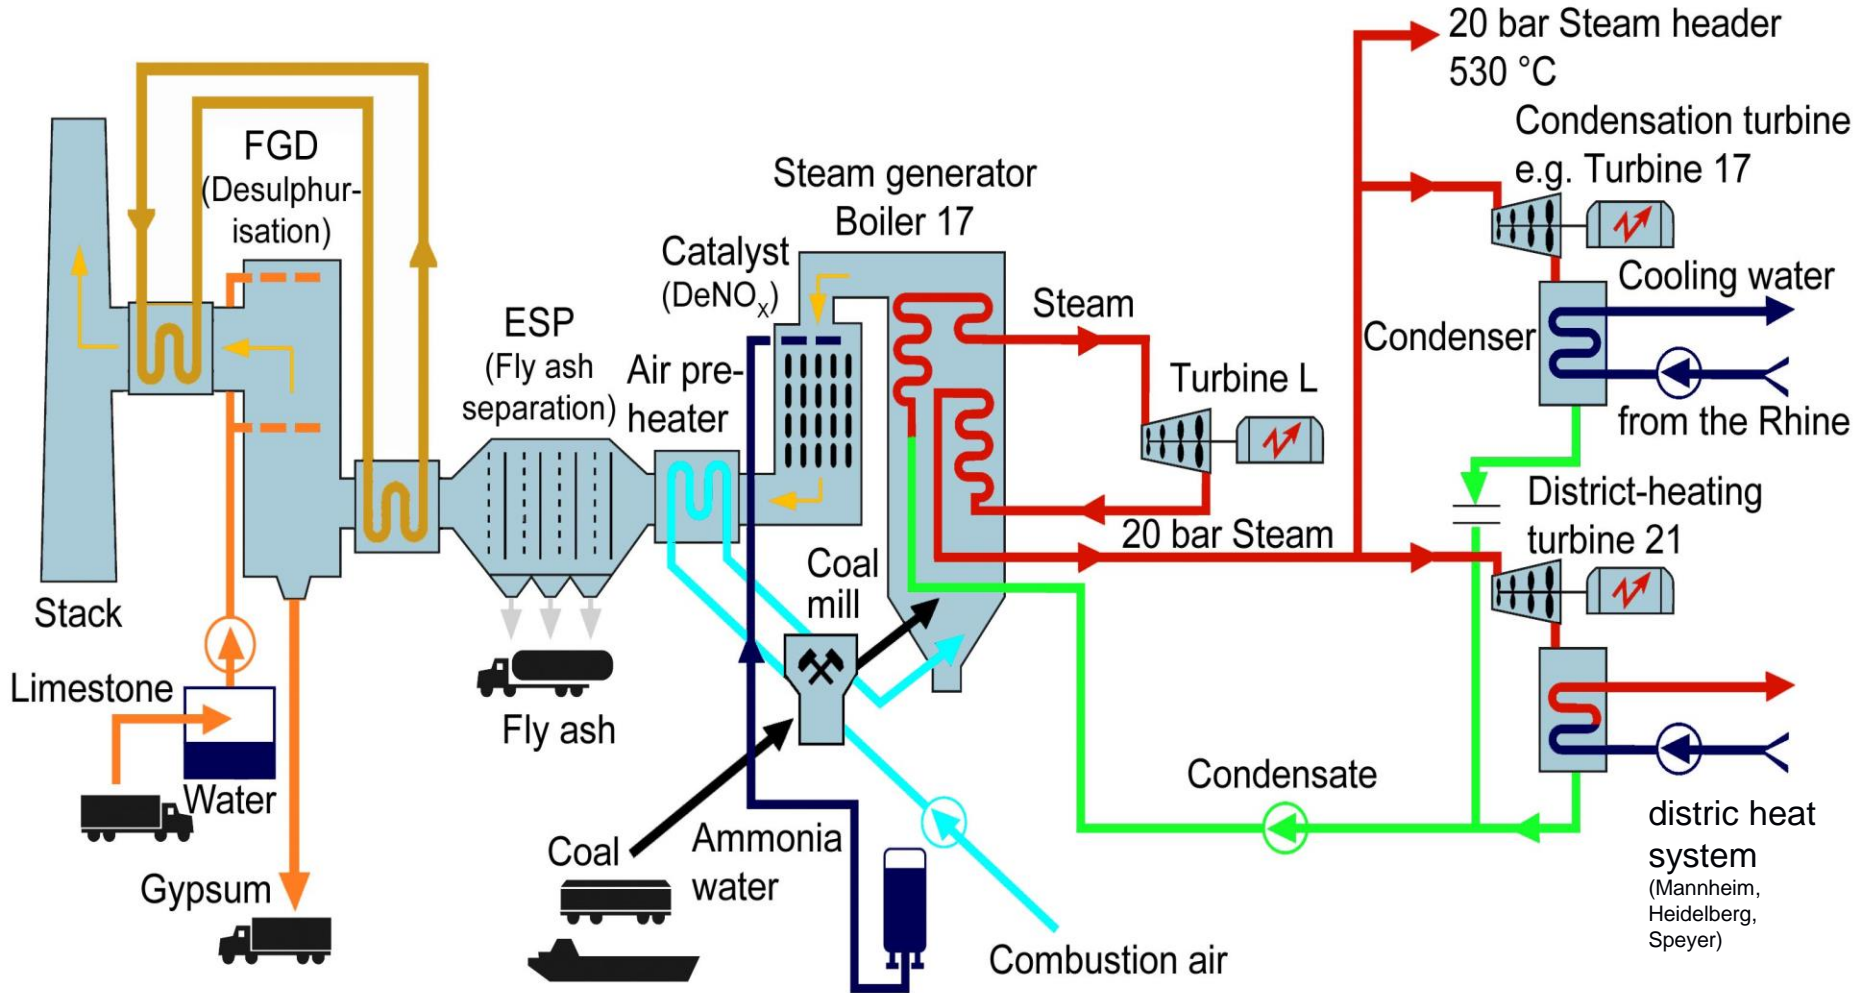 20 bar Steam header
530 °C
Condensation turbine
e.g. Turbine 17
FGD
(Desulphur-
isation)
Steam generator
Boiler 17
Catalyst
(DeNOx)
Steam
Cooling water
Condenser
from the Rhine
ESP
(Fly ash
separation)
Air pre-
heater
Turbine L
District-heating
turbine 21
20 bar Steam
Coal
mill
Stack
Limestone
Water
Fly ash
Gypsum
Coal
Ammonia
water
Condensate
Combustion air
distric heat
system
(Mannheim,
Heidelberg,
Speyer)